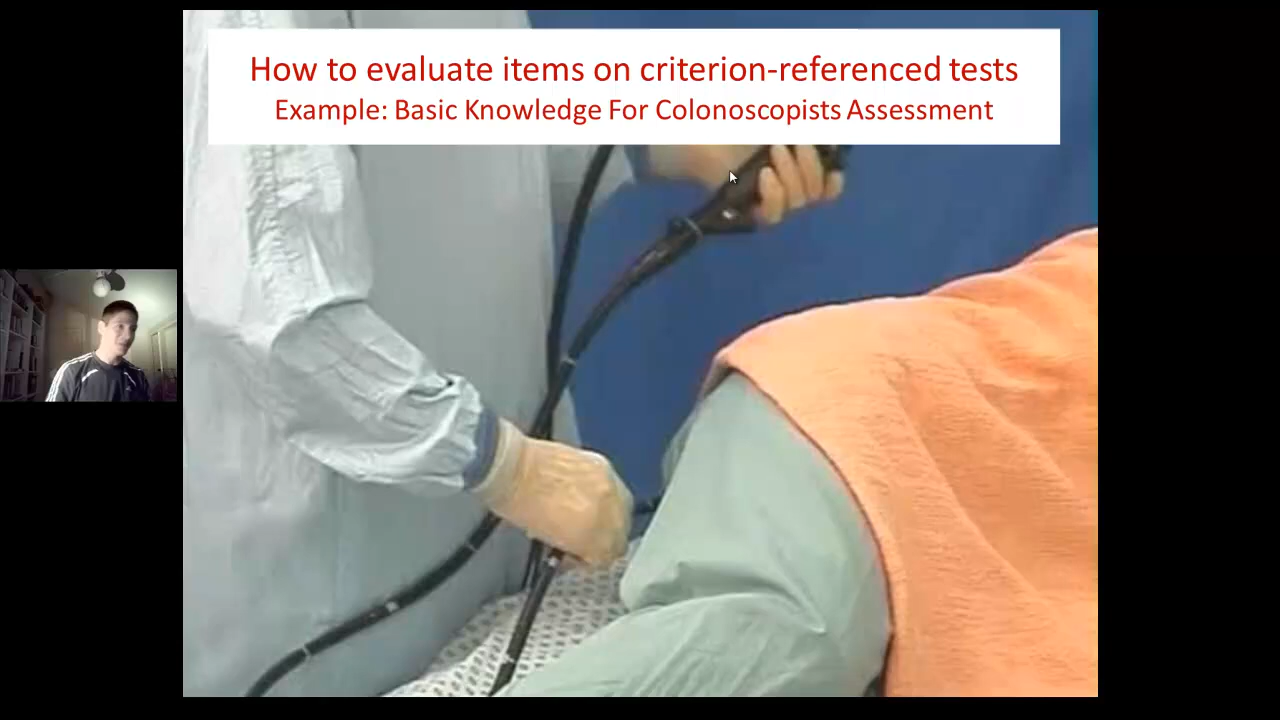 How to evaluate items on criterion-referenced tests
Example: Basic Knowledge For Colonoscopists Assessment